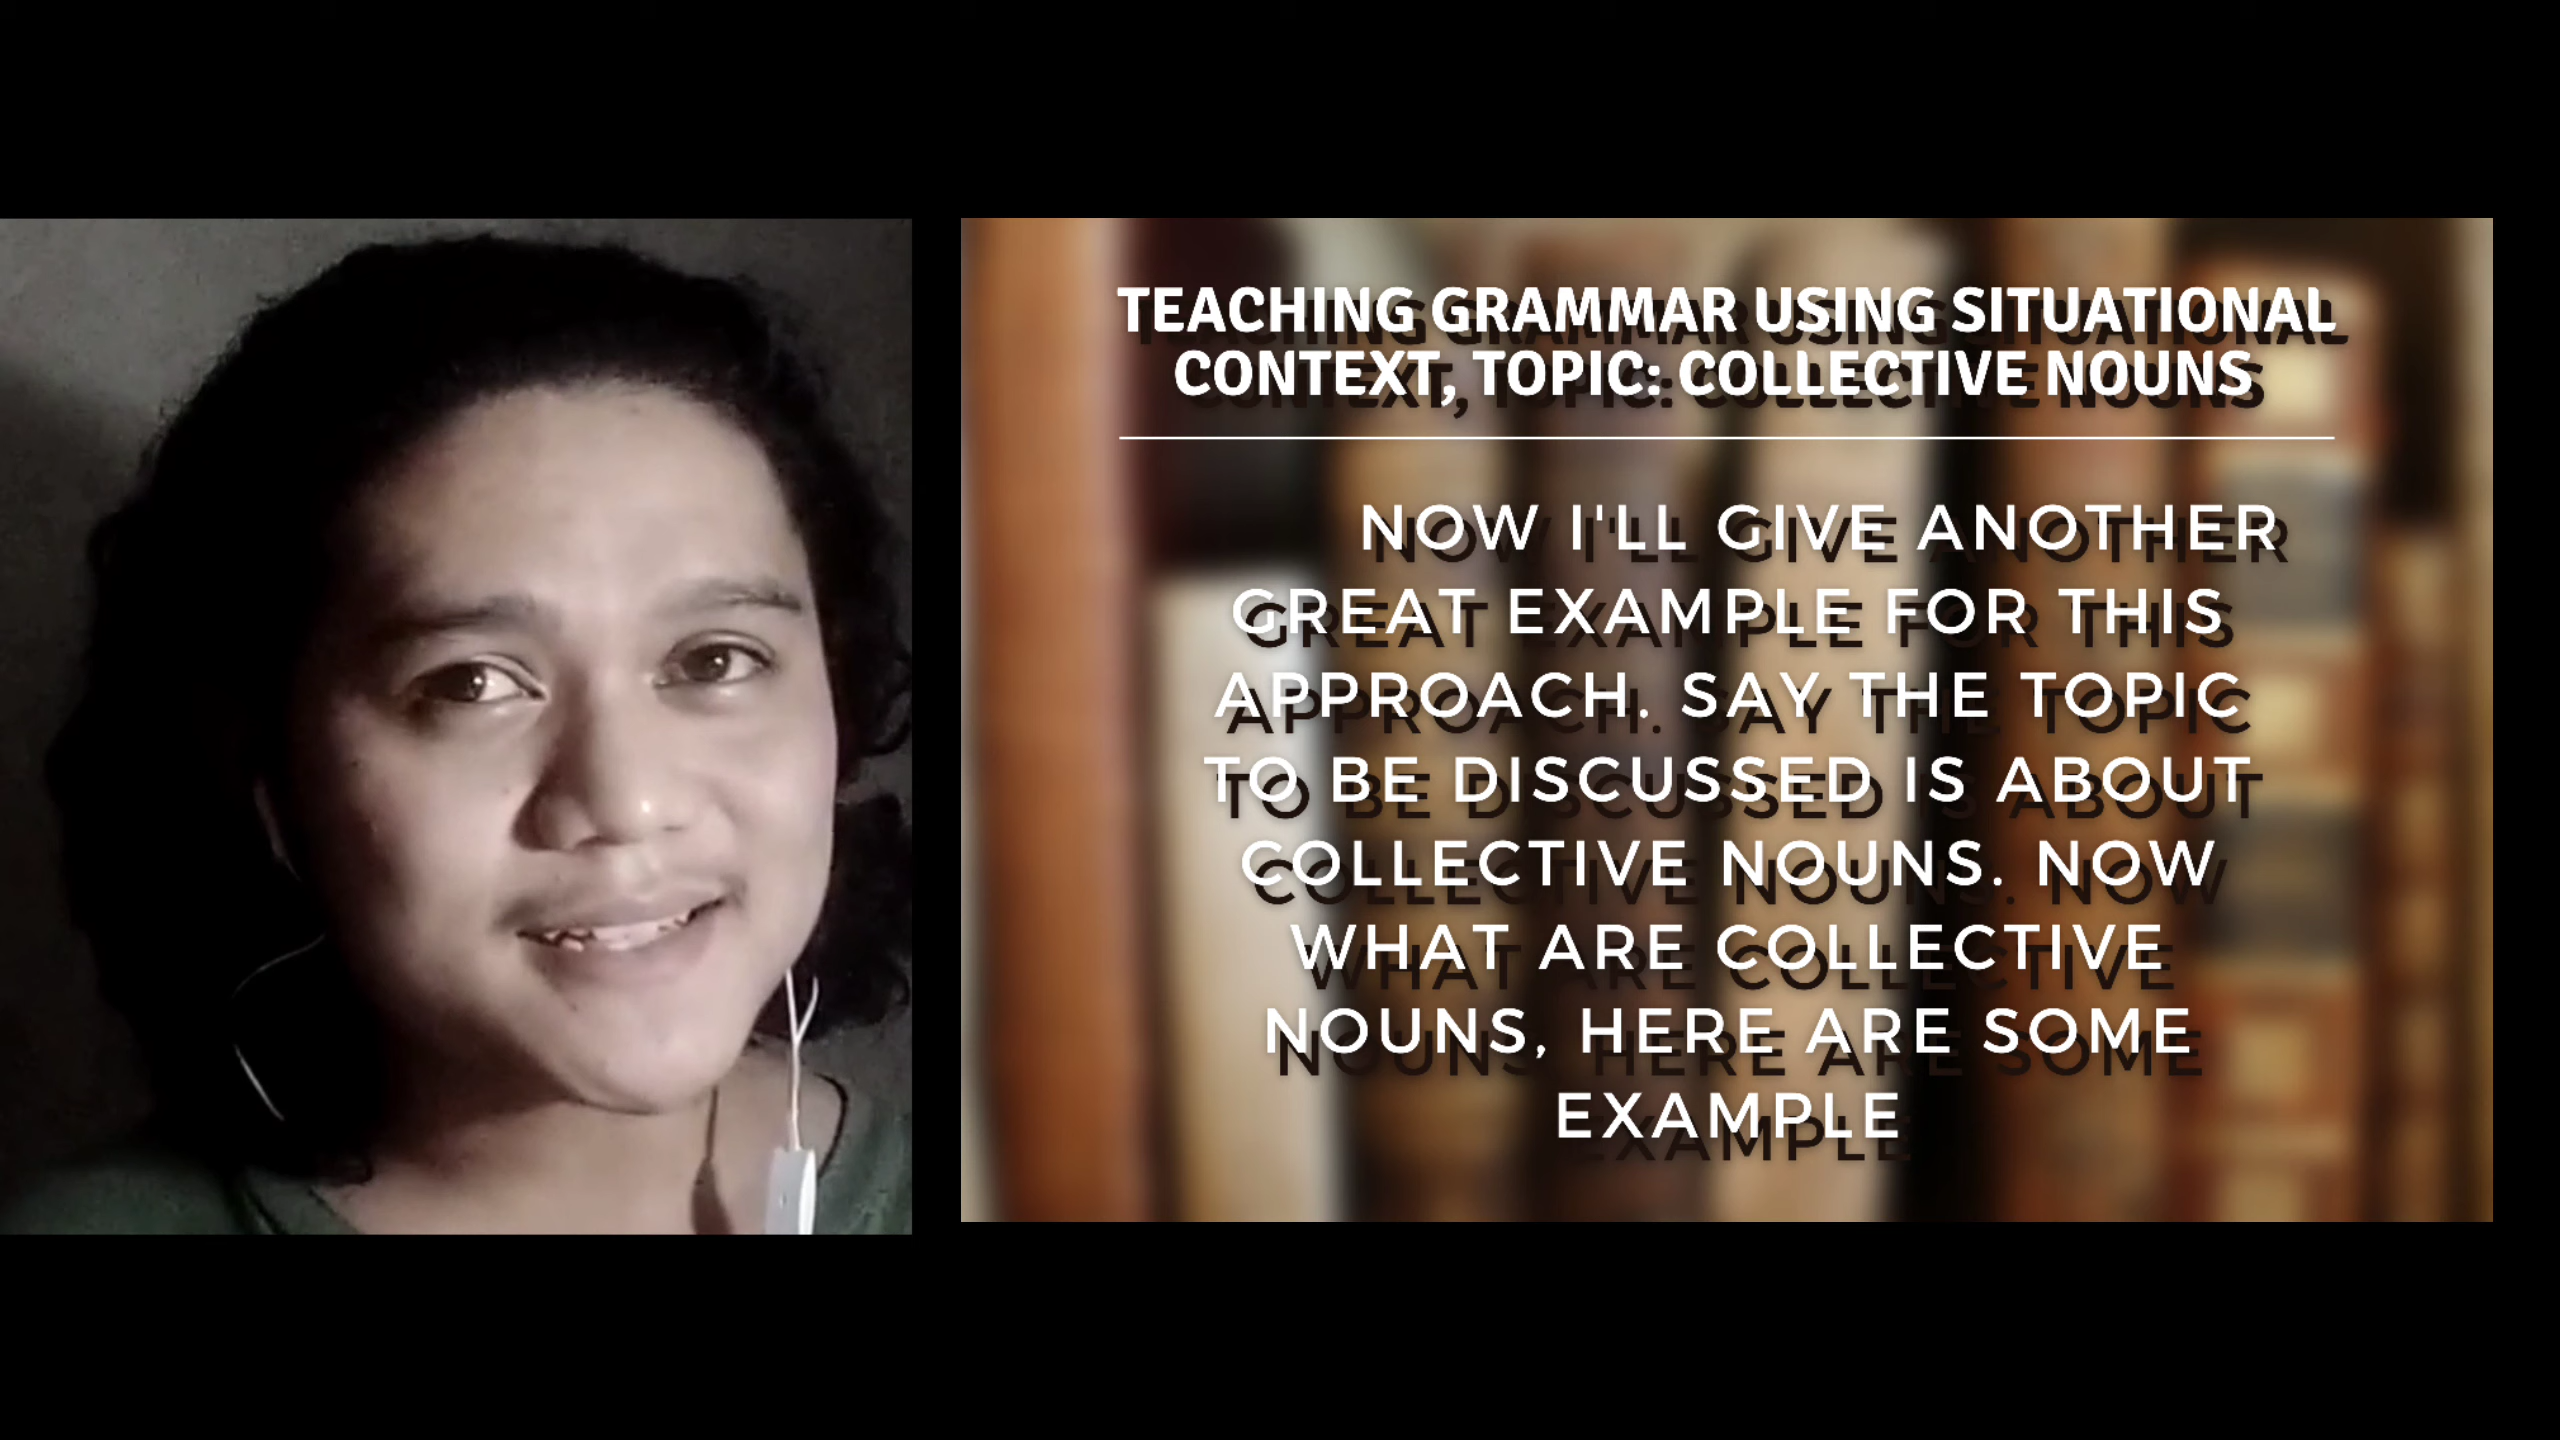 TEACHING GRAMMAR USING SITUATIONAL
CONTEXT, TOPIC: COLLECTIVE NOUNS
NOW I'LL GIVE ANOTHER
GREAT EXAMPLE FOR THIS
APPROACH. SAY THE TOPIC
TO BE DISCUSSED IS ABOUT
COLLECTIVE NOUNS. NOW
WHAT ARE COLLECTIVE
NOUNS, HERE ARE SOME
EXAMPLE